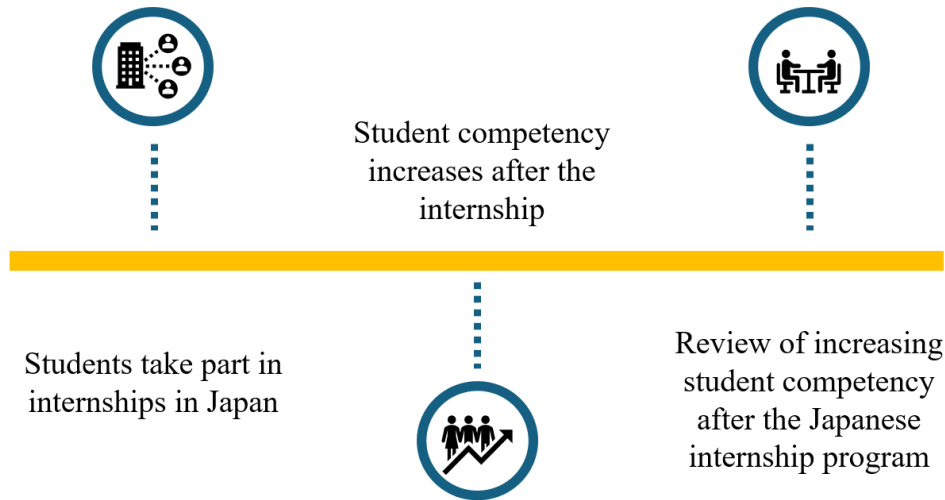 Students take part in
internships in Japan
Student competency
increases after the
internship
Review of increasing
student competency
after the Japanese
internship program